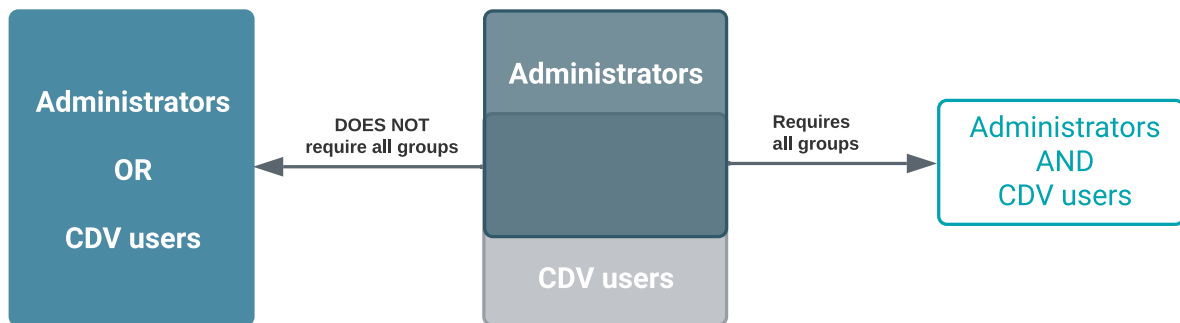 Administrators
OR
CDV users
DOES NOT
require all groups
Administrators
CDV users
Requires
all groups
Administrators
AND
CDV users